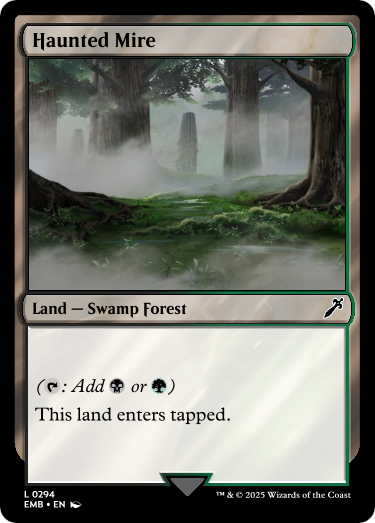 Haunted Mire
Land — Swamp Forest
(: Add or )
This land enters tapped.
L 0294
EMB • EN
™ & © 2025 Wizards of the Coast